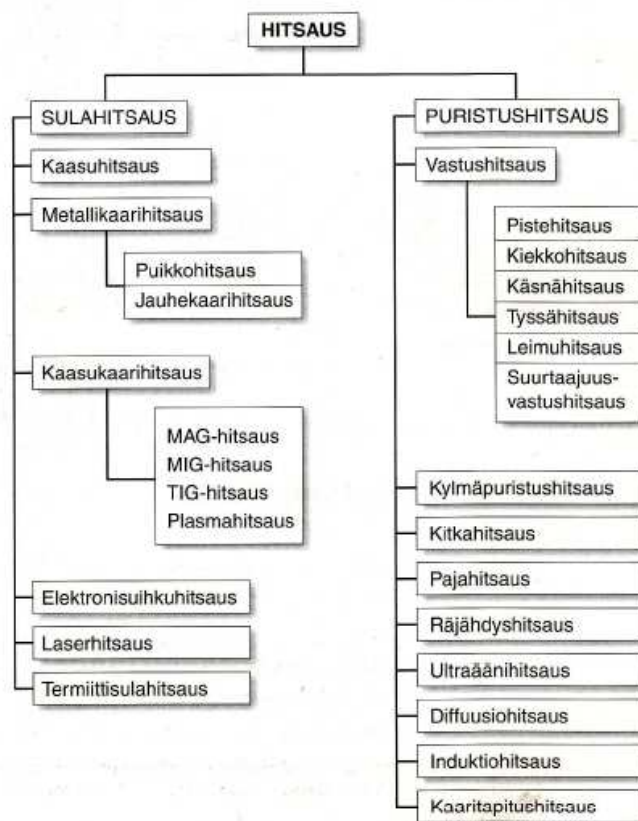 HITSAUS
SULAHITSAUS
Kaasuhitsaus
Metallikaarihitsaus
Puikkohitsaus
Jauhekaarihitsaus
Kaasukaarihitsaus
MAG-hitsaus
MIG-hitsaus
TIG-hitsaus
Plasmahitsaus
Elektronisuihkuhitsaus
Laserhitsaus
Termiittisulahitsaus
PURISTUSHITSAUS
Vastushitsaus
Pistehitsaus
Kiekkohitsaus
Käsnähitsaus
Tyssähitsaus
Leimuhitsaus
Suurtaajuus-
vastushitsaus
Kylmäpuristushitsaus
Kitkahitsaus
Pajahitsaus
Räjähdyshitsaus
Ultraäänihitsaus
Diffuusiohitsaus
Induktiohitsaus
Kaaritapitushitsaus